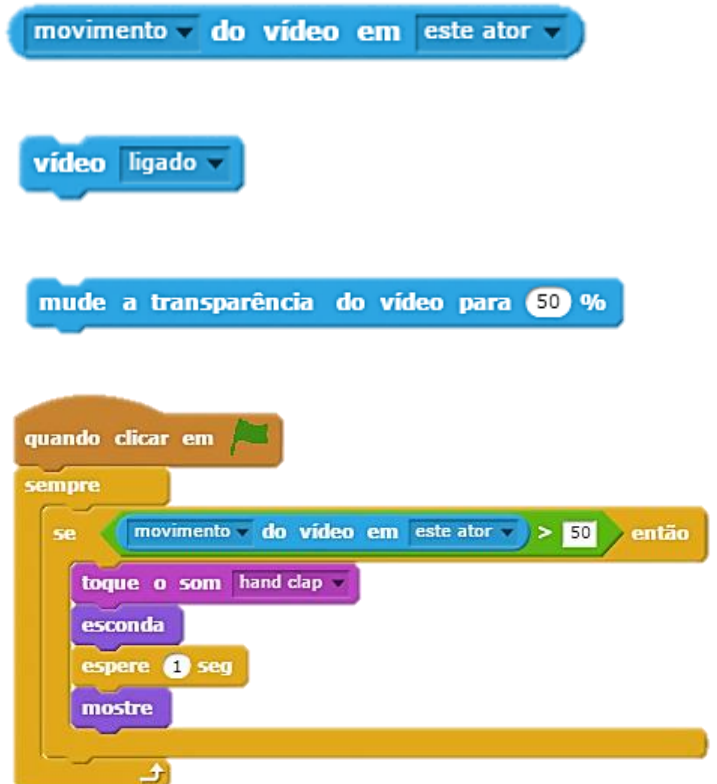 movimento do vídeo em este ator
vídeo ligado
mude a transparência do vídeo para 50 %
quando clicar em
sempre
se movimento do vídeo em este ator > 50 então
toque o som hand clap
esconda
espere 1 seg
mostre